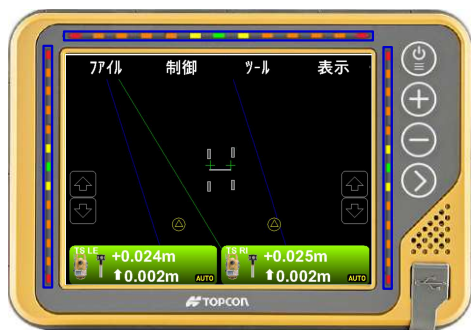 ファイル 制御 ツール 表示
TS LE TS RI
+0.024m +0.025m
⬆0.002m AUTO ⬆0.002m AUTO
TOPCON